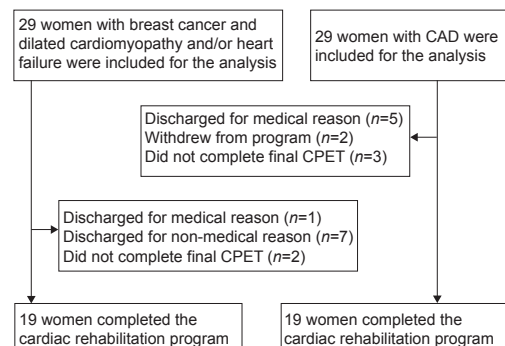 29 women with breast cancer and
dilated cardiomyopathy and/or heart
failure were included for the analysis
29 women with CAD were
included for the analysis
Discharged for medical reason (n=5)
Withdrew from program (n=2)
Did not complete final CPET (n=3)
Discharged for medical reason (n=1)
Discharged for non-medical reason (n=7)
Did not complete final CPET (n=2)
19 women completed the
cardiac rehabilitation program
19 women completed the
cardiac rehabilitation program